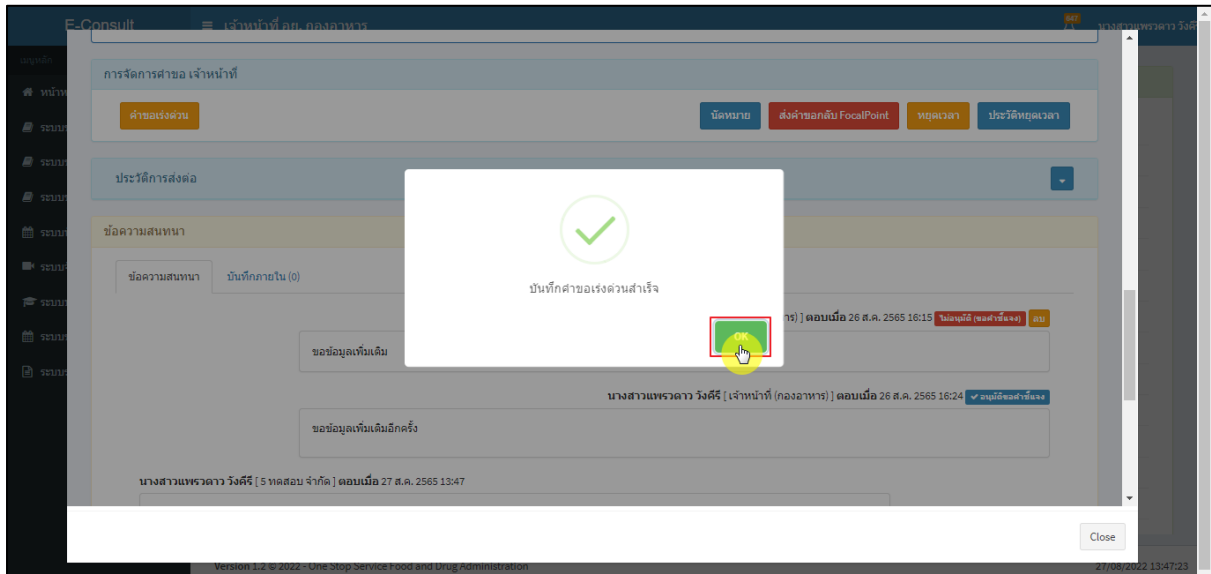 E-Consult
เจ้าหน้าที่ อย. กองอาหาร
647
นางสาวแพรวดาว วังคีรี
เมนูหลัก
การจัดการคำขอ เจ้าหน้าที่
คำขอเร่งด่วน
นัดหมาย
ส่งคำขอกลับ FocalPoint
หยุดเวลา
ประวัติหยุดเวลา
ประวัติการส่งต่อ
ข้อความสนทนา
ข้อความสนทนา
บันทึกภายใน (0)
บันทึกคำขอเร่งด่วนสำเร็จ
OK
าร) ] ตอบเมื่อ 26 ส.ค. 2565 16:15 ไม่อนุมัติ (ขอคำชี้แจง) ลบ
ขอข้อมูลเพิ่มเติม
นางสาวแพรวดาว วังคีรี [ เจ้าหน้าที่ (กองอาหาร) ] ตอบเมื่อ 26 ส.ค. 2565 16:24 อนุมัติขอคำชี้แจง
ขอข้อมูลเพิ่มเติมอีกครั้ง
นางสาวแพรวดาว วังคีรี [ 5 ทดสอบ จำกัด ] ตอบเมื่อ 27 ส.ค. 2565 13:47
Close
Version 1.2 © 2022 - One Stop Service Food and Drug Administration
27/08/2022 13:47:23